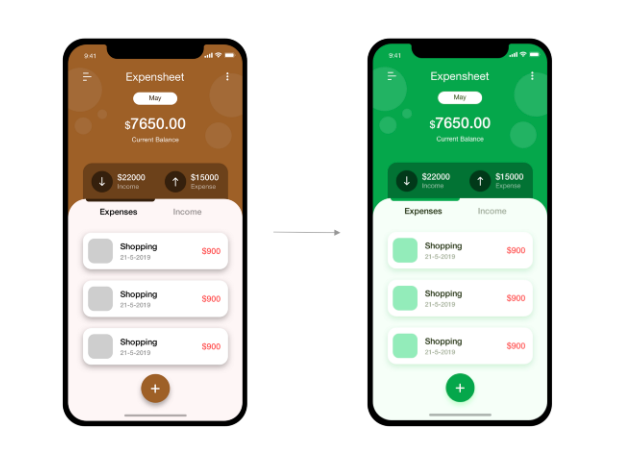 9:41
Expensheet
May
$7650.00
Current Balance
$22000
Income
$15000
Expense
Expenses Income
Shopping
21-5-2019
$900
Shopping
21-5-2019
$900
Shopping
21-5-2019
$900
+
9:41
Expensheet
May
$7650.00
Current Balance
$22000
Income
$15000
Expense
Expenses Income
Shopping
21-5-2019
$900
Shopping
21-5-2019
$900
Shopping
21-5-2019
$900
+